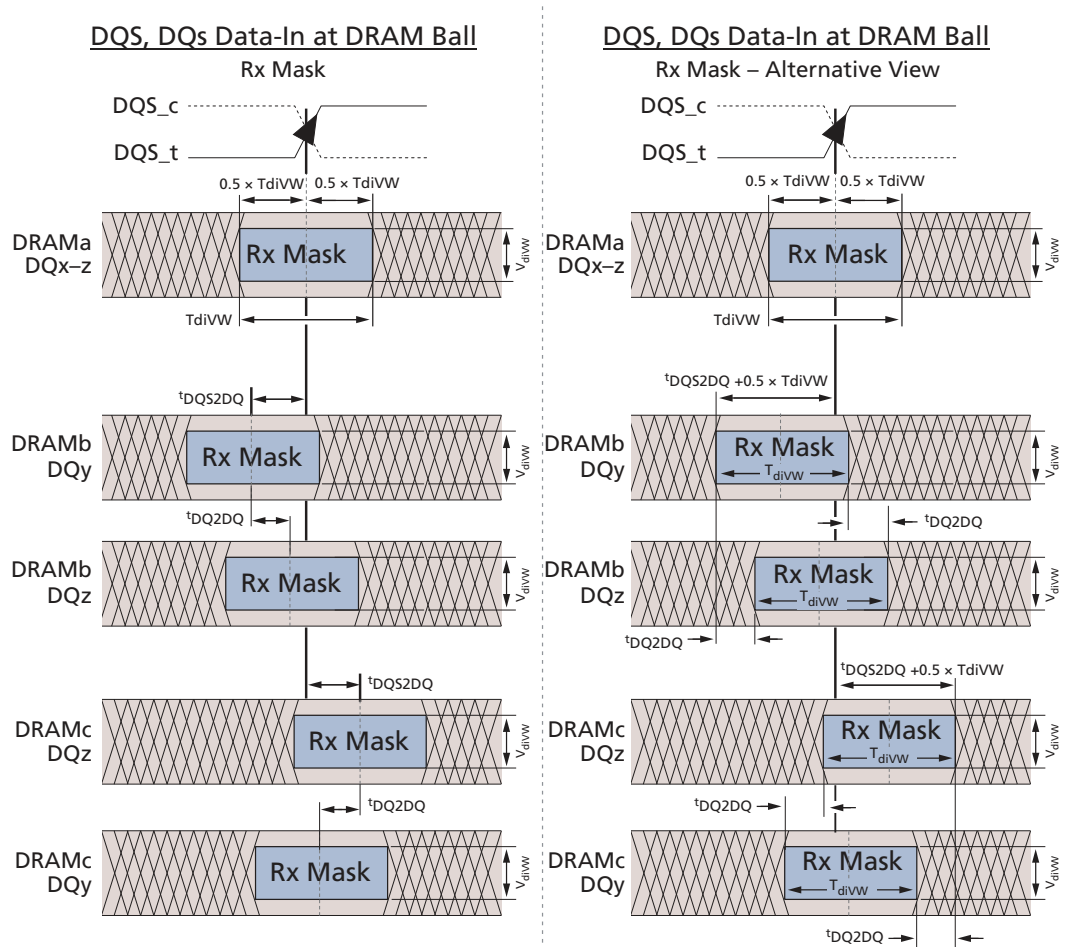 DQS, DQs Data-In at DRAM Ball
Rx Mask
DQS_c
DQS_t
0.5 × TdiVW 0.5 × TdiVW
DRAMa
DQx–z
Rx Mask
VdiVW
TdiVW
tDQS2DQ
DRAMb
DQy
Rx Mask
VdiVW
tDQ2DQ
DRAMb
DQz
Rx Mask
VdiVW
tDQS2DQ
DRAMc
DQz
Rx Mask
VdiVW
tDQ2DQ
DRAMc
DQy
Rx Mask
VdiVW
DQS, DQs Data-In at DRAM Ball
Rx Mask – Alternative View
DQS_c
DQS_t
0.5 × TdiVW 0.5 × TdiVW
DRAMa
DQx–z
Rx Mask
VdiVW
TdiVW
tDQS2DQ +0.5 × TdiVW
DRAMb
DQy
Rx Mask
TdiVW
VdiVW
tDQ2DQ
DRAMb
DQz
Rx Mask
TdiVW
VdiVW
tDQ2DQ
tDQS2DQ +0.5 × TdiVW
DRAMc
DQz
Rx Mask
TdiVW
VdiVW
tDQ2DQ
DRAMc
DQy
Rx Mask
TdiVW
VdiVW
tDQ2DQ